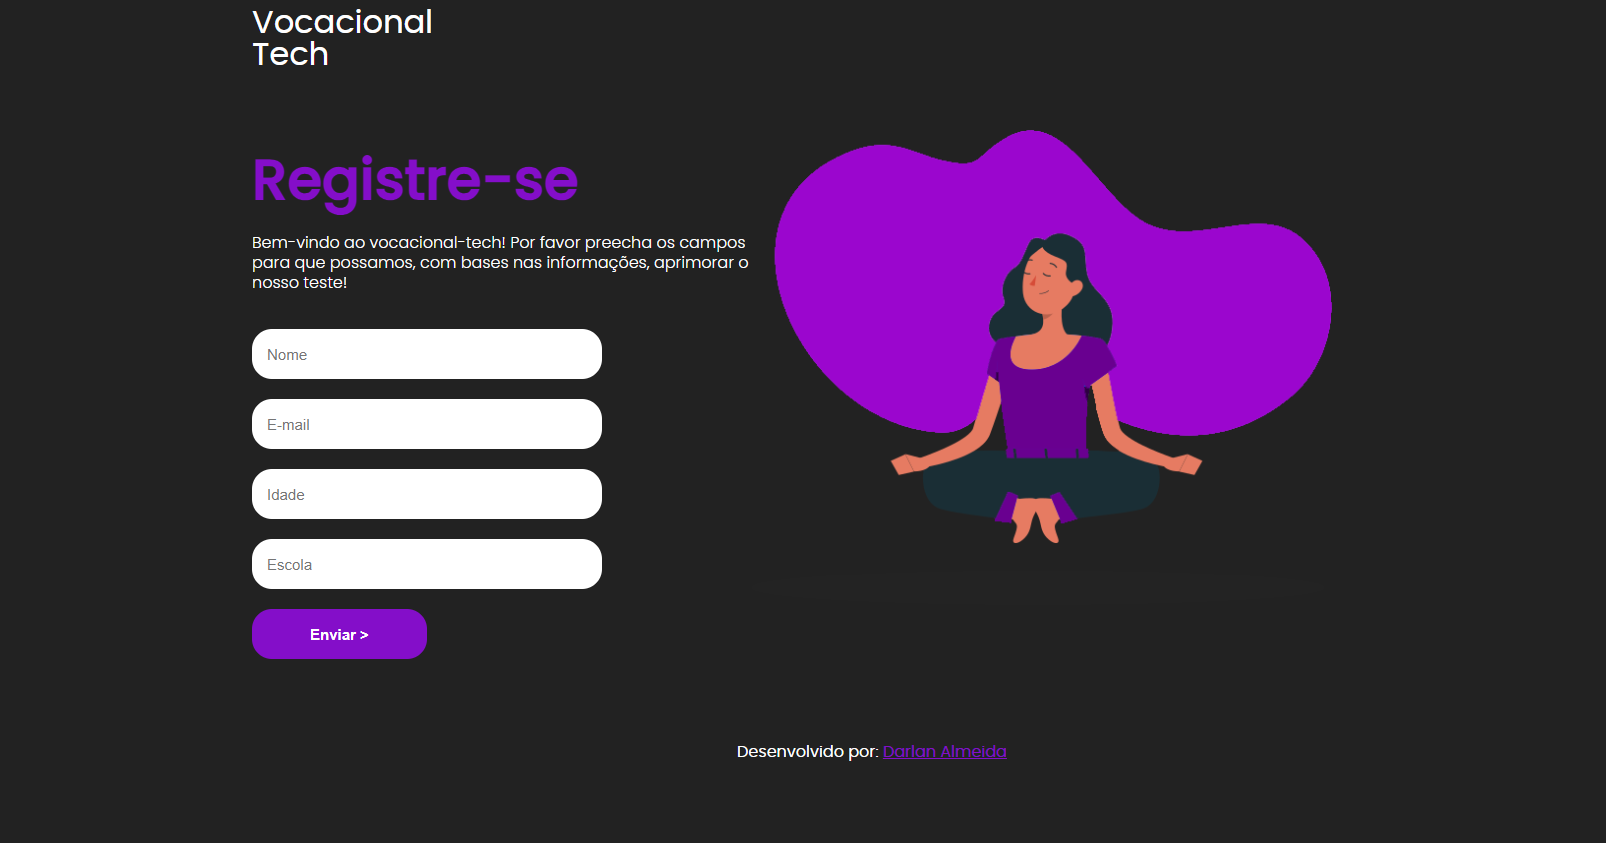 Vocacional
Tech
Registre-se
Bem-vindo ao vocacional-tech! Por favor preecha os campos
para que possamos, com bases nas informações, aprimorar o
nosso teste!
Nome
E-mail
Idade
Escola
Enviar >
Desenvolvido por: Darlan Almeida